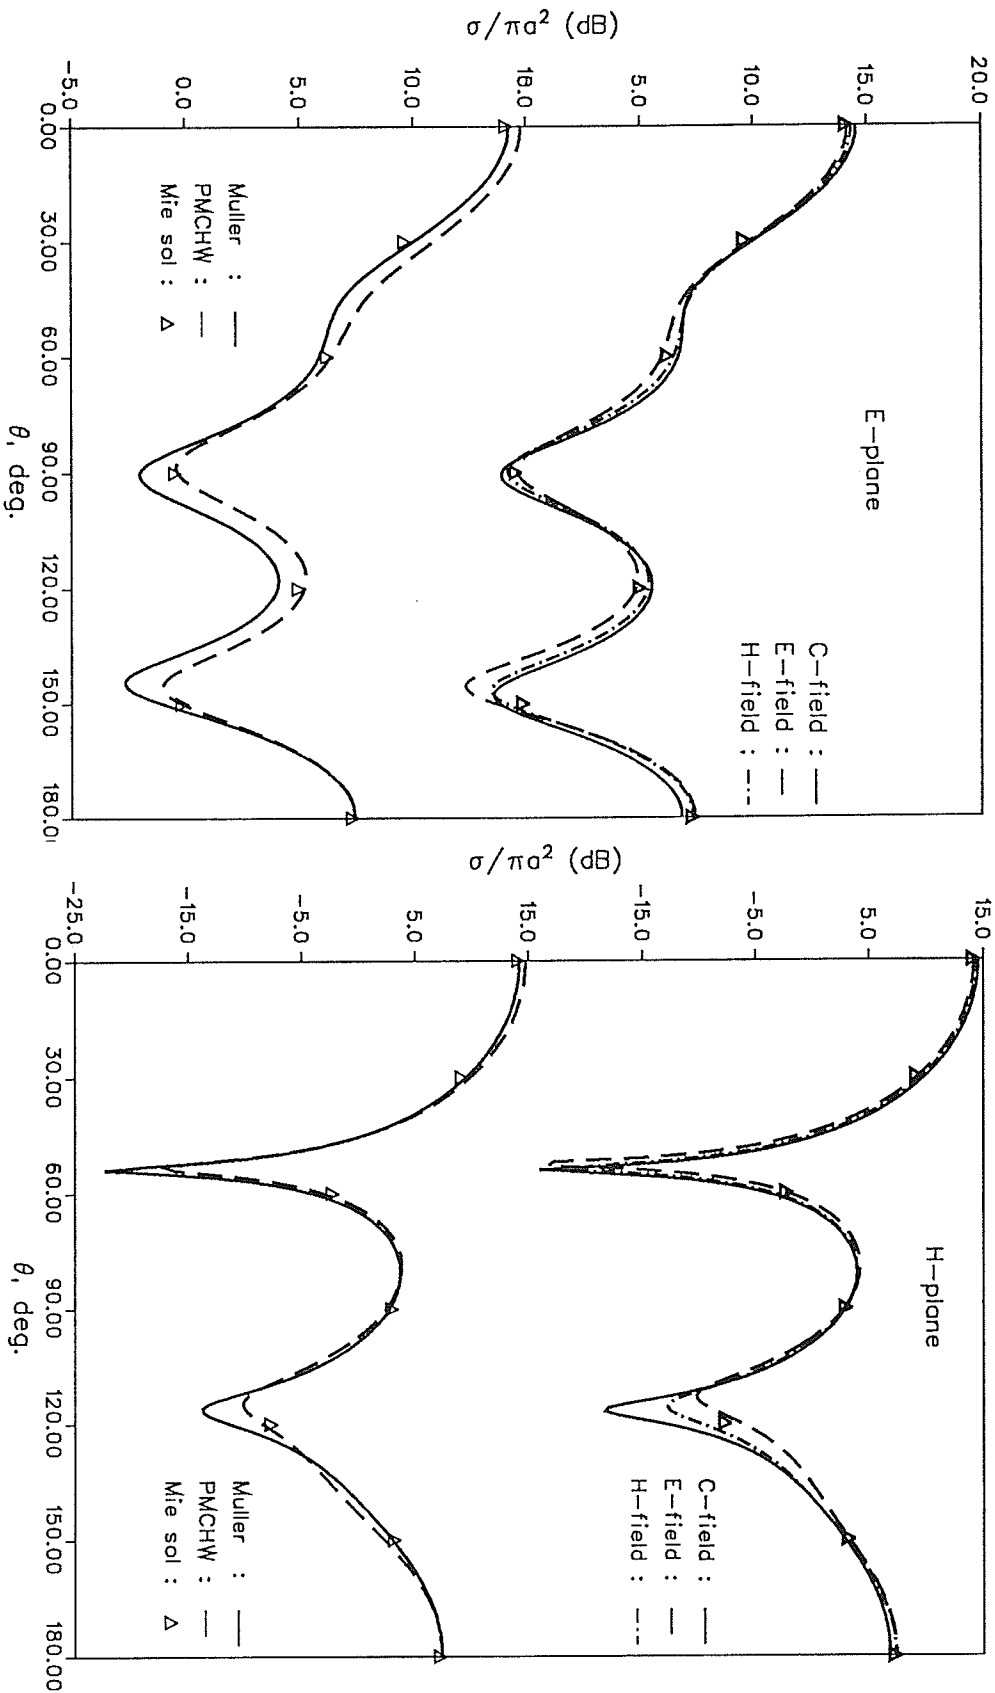 σ/πa² (dB)
20.0
15.0
10.0
5.0
18.0
10.0
5.0
0.0
-5.0
E-plane
C-field :
E-field :
H-field :
Muller :
PMCHW :
Mie sol :
0.00
30.00
60.00
90.00
120.00
150.00
θ, deg.
σ/πa² (dB)
15.0
5.0
-5.0
-15.0
15.0
5.0
-5.0
-15.0
-25.0
H-plane
C-field :
E-field :
H-field :
Muller :
PMCHW :
Mie sol :
0.00
30.00
60.00
90.00
120.00
150.00
180.00
θ, deg.